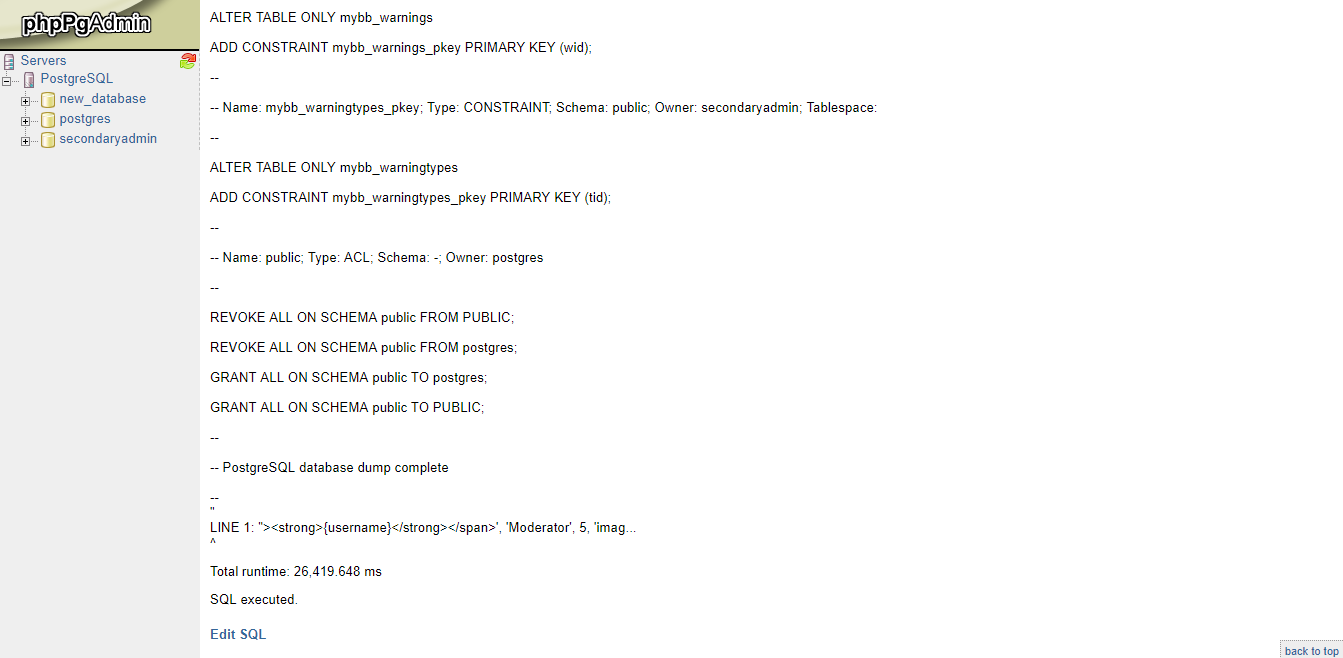 phpPgAdmin
Servers
PostgreSQL
new_database
postgres
secondaryadmin
ALTER TABLE ONLY mybb_warnings
ADD CONSTRAINT mybb_warnings_pkey PRIMARY KEY (wid);
--
-- Name: mybb_warningtypes_pkey; Type: CONSTRAINT; Schema: public; Owner: secondaryadmin; Tablespace:
--
ALTER TABLE ONLY mybb_warningtypes
ADD CONSTRAINT mybb_warningtypes_pkey PRIMARY KEY (tid);
--
-- Name: public; Type: ACL; Schema: -; Owner: postgres
--
REVOKE ALL ON SCHEMA public FROM PUBLIC;
REVOKE ALL ON SCHEMA public FROM postgres;
GRANT ALL ON SCHEMA public TO postgres;
GRANT ALL ON SCHEMA public TO PUBLIC;
--
-- PostgreSQL database dump complete
--
"
LINE 1: "><strong>{username}</strong></span>', 'Moderator', 5, 'imag...
^
Total runtime: 26,419.648 ms
SQL executed.
Edit SQL
back to top